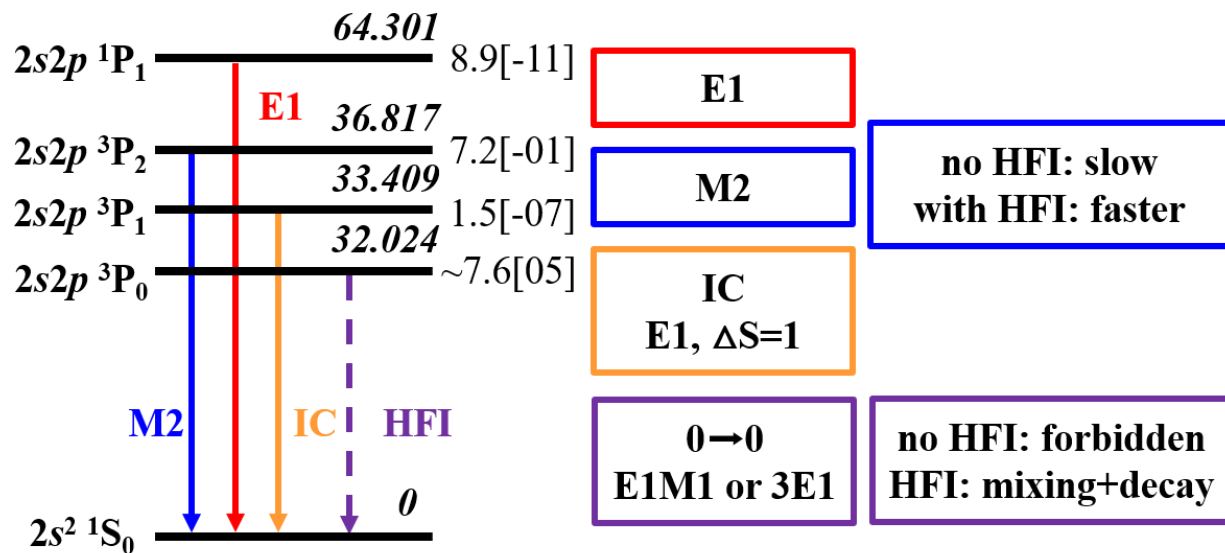 64.301
2s2p ¹P₁
8.9[-11]
E1
36.817
2s2p ³P₂
7.2[-01]
33.409
2s2p ³P₁
1.5[-07]
32.024
2s2p ³P₀
~7.6[05]
M2
IC
HFI
0
2s² ¹S₀
E1
M2
no HFI: slow
with HFI: faster
IC
E1, △S=1
0→0
E1M1 or 3E1
no HFI: forbidden
HFI: mixing+decay